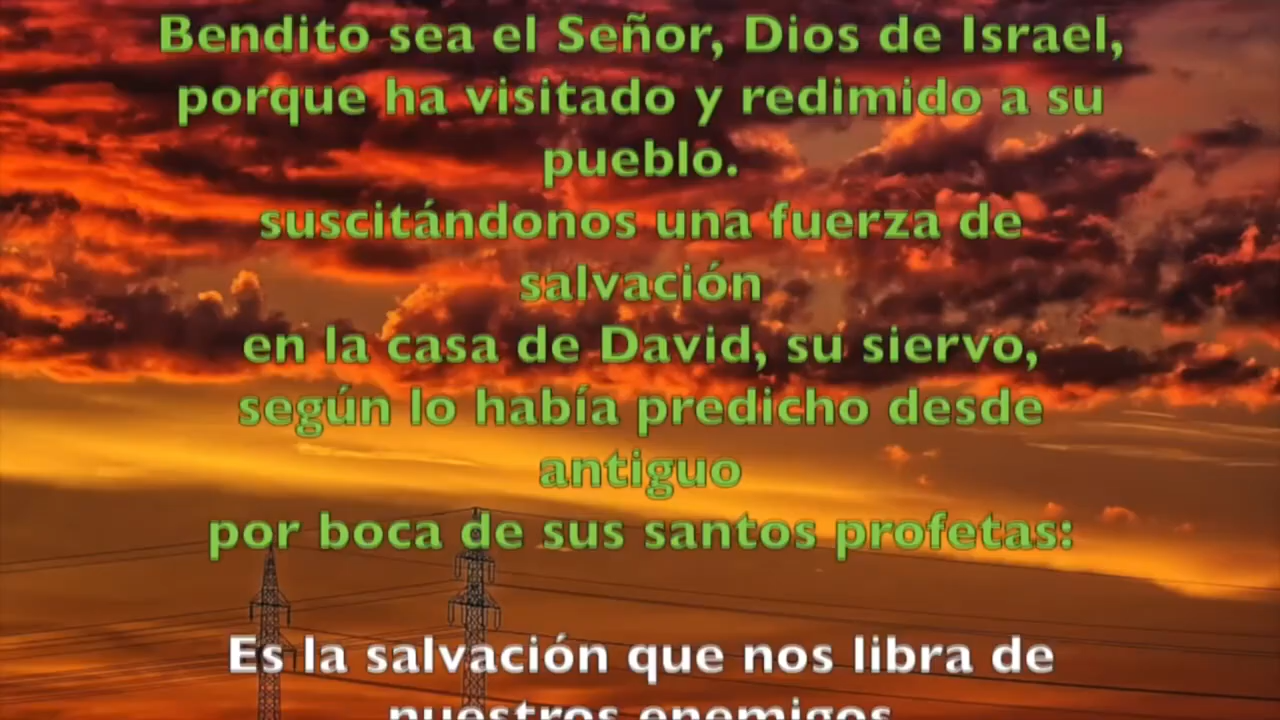 Bendito sea el Señor, Dios de Israel,
porque ha visitado y redimido a su
pueblo.
suscitándonos una fuerza de
salvación
en la casa de David, su siervo,
según lo había predicho desde
antiguo
por boca de sus santos profetas:
Es la salvación que nos libra de
nuestros enemigos